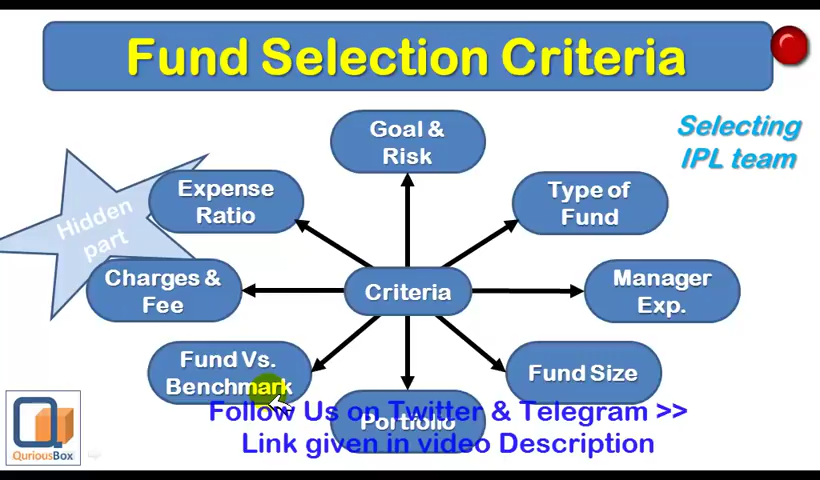 Fund Selection Criteria
Selecting
IPL team
Goal &
Risk
Expense
Ratio
Type of
Fund
Hidden
part
Charges &
Fee
Criteria
Manager
Exp.
Fund Vs.
Benchmark
Fund Size
Portfolio
Follow Us on Twitter & Telegram >>
Link given in video Description
QuriousBox